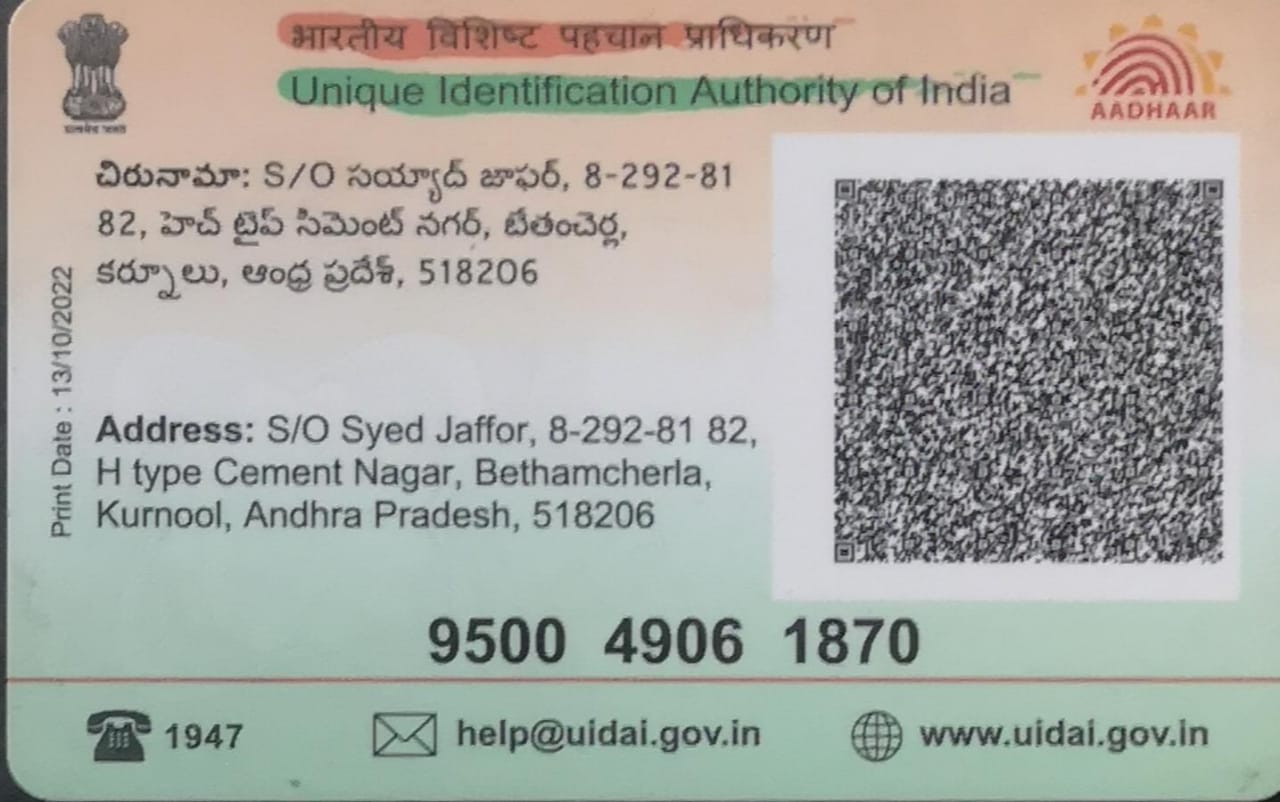 भारतीय विशिष्ट पहचान प्राधिकरण
Unique Identification Authority of India
AADHAAR
सत्यमेव जयते
చిరునామా: S/O సయ్యాద్ జాఫర్, 8-292-81
82, హెచ్ టైప్ సిమెంట్ నగర్, బేతంచెర్ల,
కర్నూలు, ఆంధ్ర ప్రదేశ్, 518206
Print Date : 13/10/2022
Address: S/O Syed Jaffor, 8-292-81 82,
H type Cement Nagar, Bethamcherla,
Kurnool, Andhra Pradesh, 518206
9500 4906 1870
1947
help@uidai.gov.in
www.uidai.gov.in